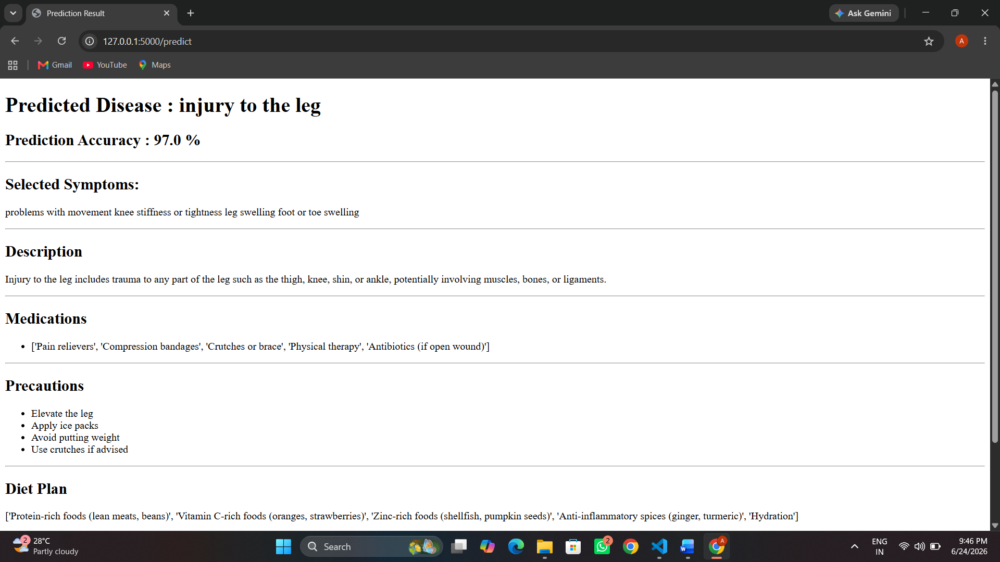 Prediction Result
Ask Gemini
127.0.0.1:5000/predict
A
Gmail
YouTube
Maps
Predicted Disease : injury to the leg
Prediction Accuracy : 97.0 %
Selected Symptoms:
problems with movement knee stiffness or tightness leg swelling foot or toe swelling
Description
Injury to the leg includes trauma to any part of the leg such as the thigh, knee, shin, or ankle, potentially involving muscles, bones, or ligaments.
Medications
• ['Pain relievers', 'Compression bandages', 'Crutches or brace', 'Physical therapy', 'Antibiotics (if open wound)']
Precautions
• Elevate the leg
• Apply ice packs
• Avoid putting weight
• Use crutches if advised
Diet Plan
['Protein-rich foods (lean meats, beans)', 'Vitamin C-rich foods (oranges, strawberries)', 'Zinc-rich foods (shellfish, pumpkin seeds)', 'Anti-inflammatory spices (ginger, turmeric)', 'Hydration']
2
28°C
Partly cloudy
Search
2
W
A
ENG
IN
9:46 PM
6/24/2026